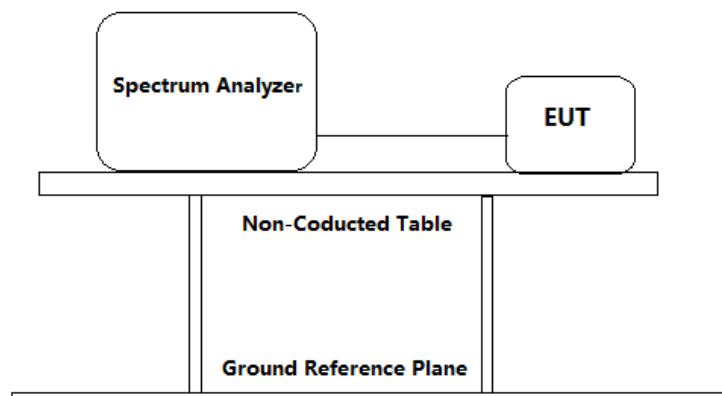 Spectrum Analyzer
EUT
Non-Coducted Table
Ground Reference Plane